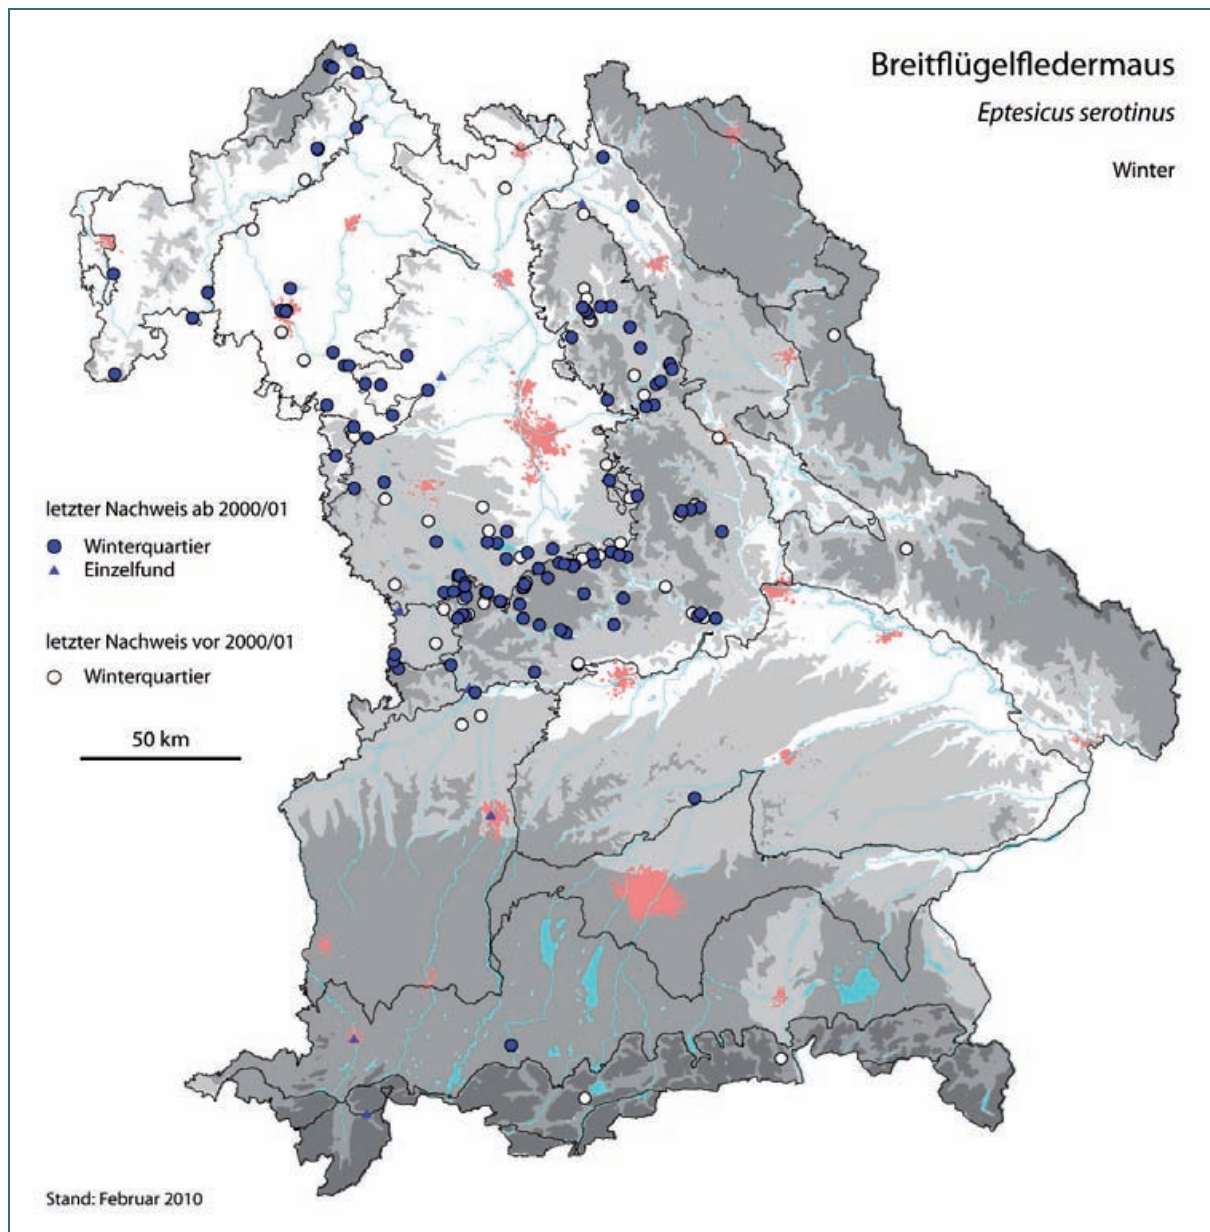 Breitflügelfledermaus
Eptesicus serotinus
Winter
letzter Nachweis ab 2000/01
Winterquartier
Einzelfund
letzter Nachweis vor 2000/01
Winterquartier
50 km
Stand: Februar 2010